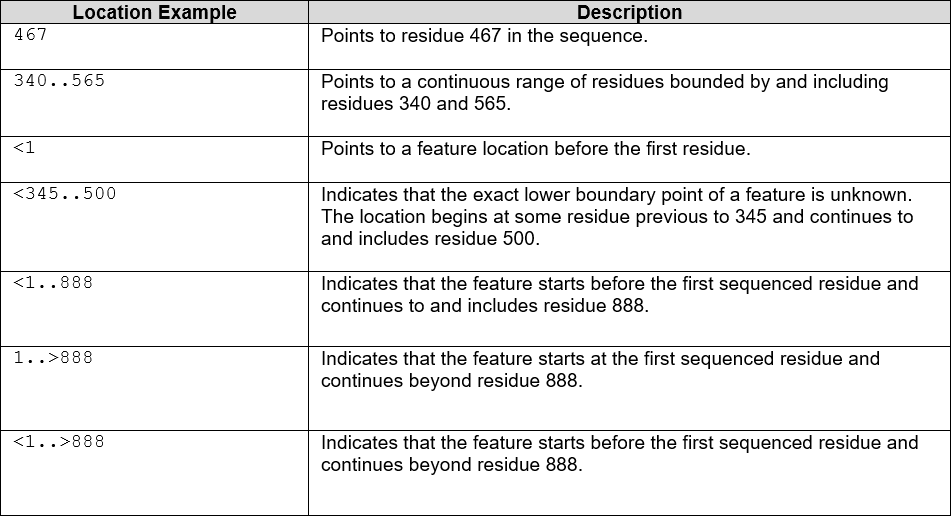 Location Example Description
467 Points to residue 467 in the sequence.
340..565 Points to a continuous range of residues bounded by and including
residues 340 and 565.
<1 Points to a feature location before the first residue.
<345..500 Indicates that the exact lower boundary point of a feature is unknown.
The location begins at some residue previous to 345 and continues to
and includes residue 500.
<1..888 Indicates that the feature starts before the first sequenced residue and
continues to and includes residue 888.
1..>888 Indicates that the feature starts at the first sequenced residue and
continues beyond residue 888.
<1..>888 Indicates that the feature starts before the first sequenced residue and
continues beyond residue 888.